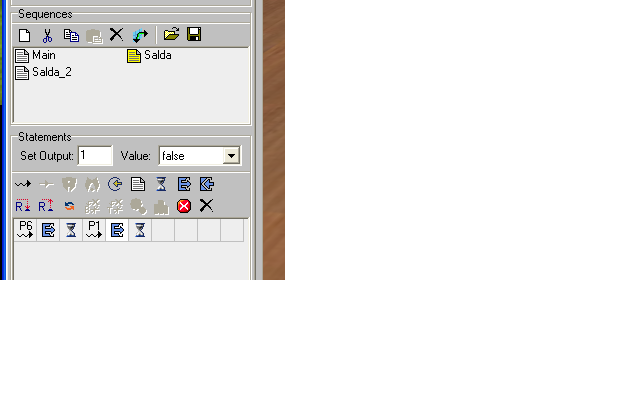 Sequences
Main Salda
Salda_2
Statements
Set Output: 1 Value: false
P6 P1